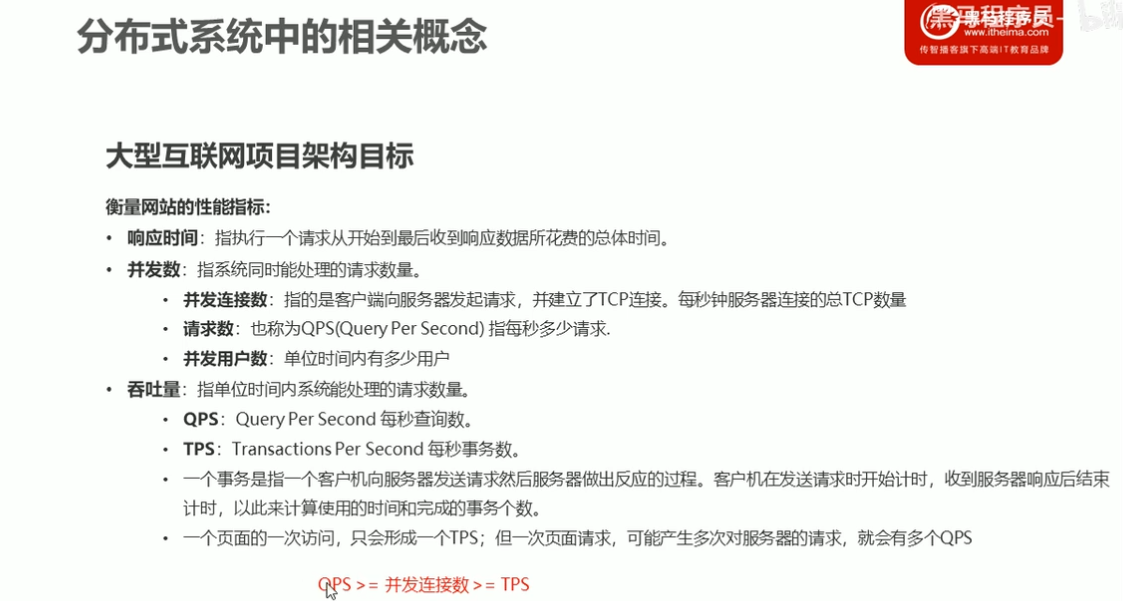 分布式系统中的相关概念
黑马程序员
www.itheima.com
传智播客旗下高端IT教育品牌
大型互联网项目架构目标
衡量网站的性能指标：
• 响应时间：指执行一个请求从开始到最后收到响应数据所花费的总体时间。
• 并发数：指系统同时能处理的请求数量。
• 并发连接数：指的是客户端向服务器发起请求，并建立了TCP连接。每秒钟服务器连接的总TCP数量
• 请求数：也称为QPS(Query Per Second) 指每秒多少请求.
• 并发用户数：单位时间内有多少用户
• 吞吐量：指单位时间内系统能处理的请求数量。
• QPS：Query Per Second 每秒查询数。
• TPS：Transactions Per Second 每秒事务数。
• 一个事务是指一个客户机向服务器发送请求然后服务器做出反应的过程。客户机在发送请求时开始计时，收到服务器响应后结束
计时，以此来计算使用的时间和完成的事务个数。
• 一个页面的一次访问，只会形成一个TPS；但一次页面请求，可能产生多次对服务器的请求，就会有多个QPS
QPS >= 并发连接数 >= TPS